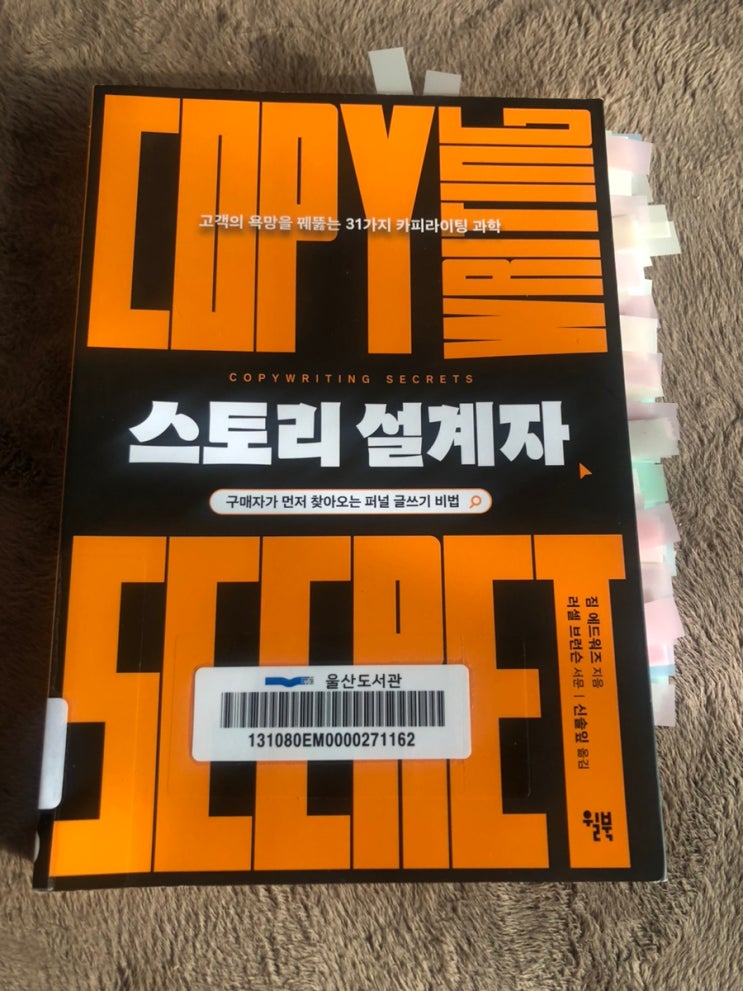 COPY WRITING
고객의 욕망을 꿰뚫는 31가지 카피라이팅 과학
COPYWRITING SECRETS
스토리 설계자
구매자가 먼저 찾아오는 퍼널 글쓰기 비법
SECRET
짐 에드워즈 지음
러셀 브런슨 서문 | 신솔잎 옮김
울산도서관
131080EM0000271162
윌북